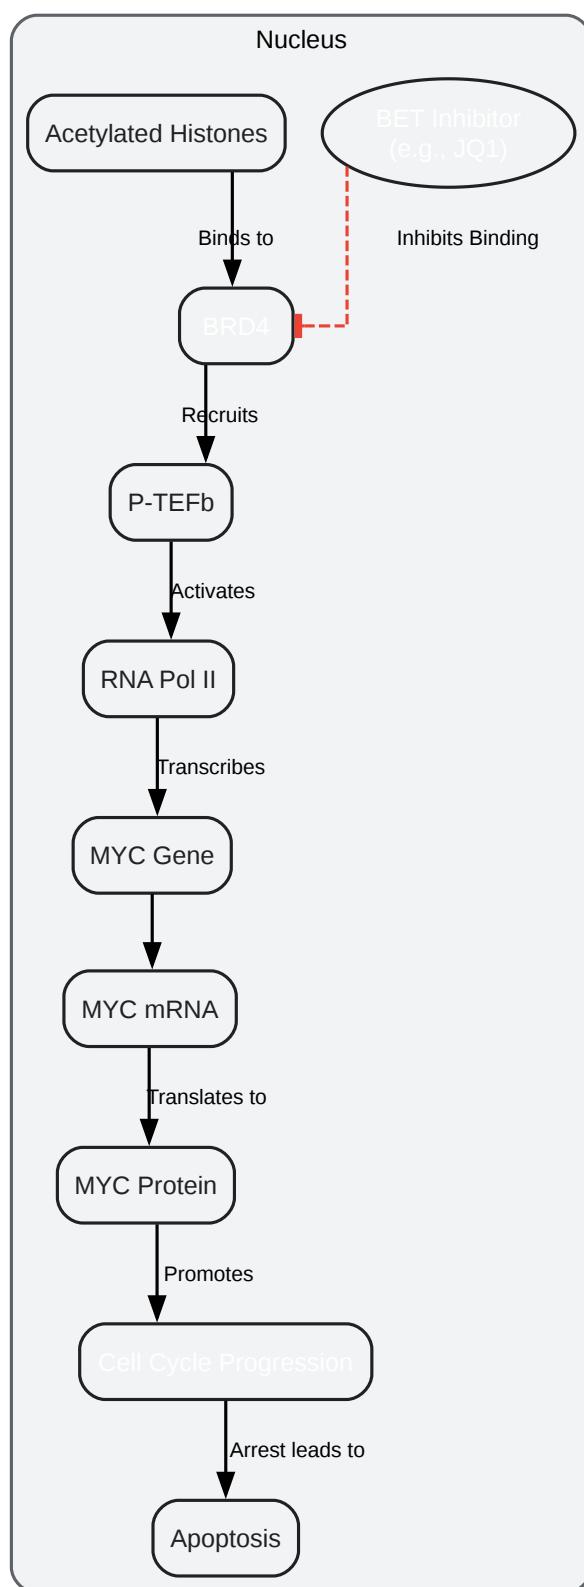 Nucleus
Acetylated Histones
BET Inhibitor
(e.g., JQ1)
Binds to
Inhibits Binding
BRD4
Recruits
P-TEFb
Activates
RNA Pol II
Transcribes
MYC Gene
MYC mRNA
Translates to
MYC Protein
Promotes
Cell Cycle Progression
Arrest leads to
Apoptosis